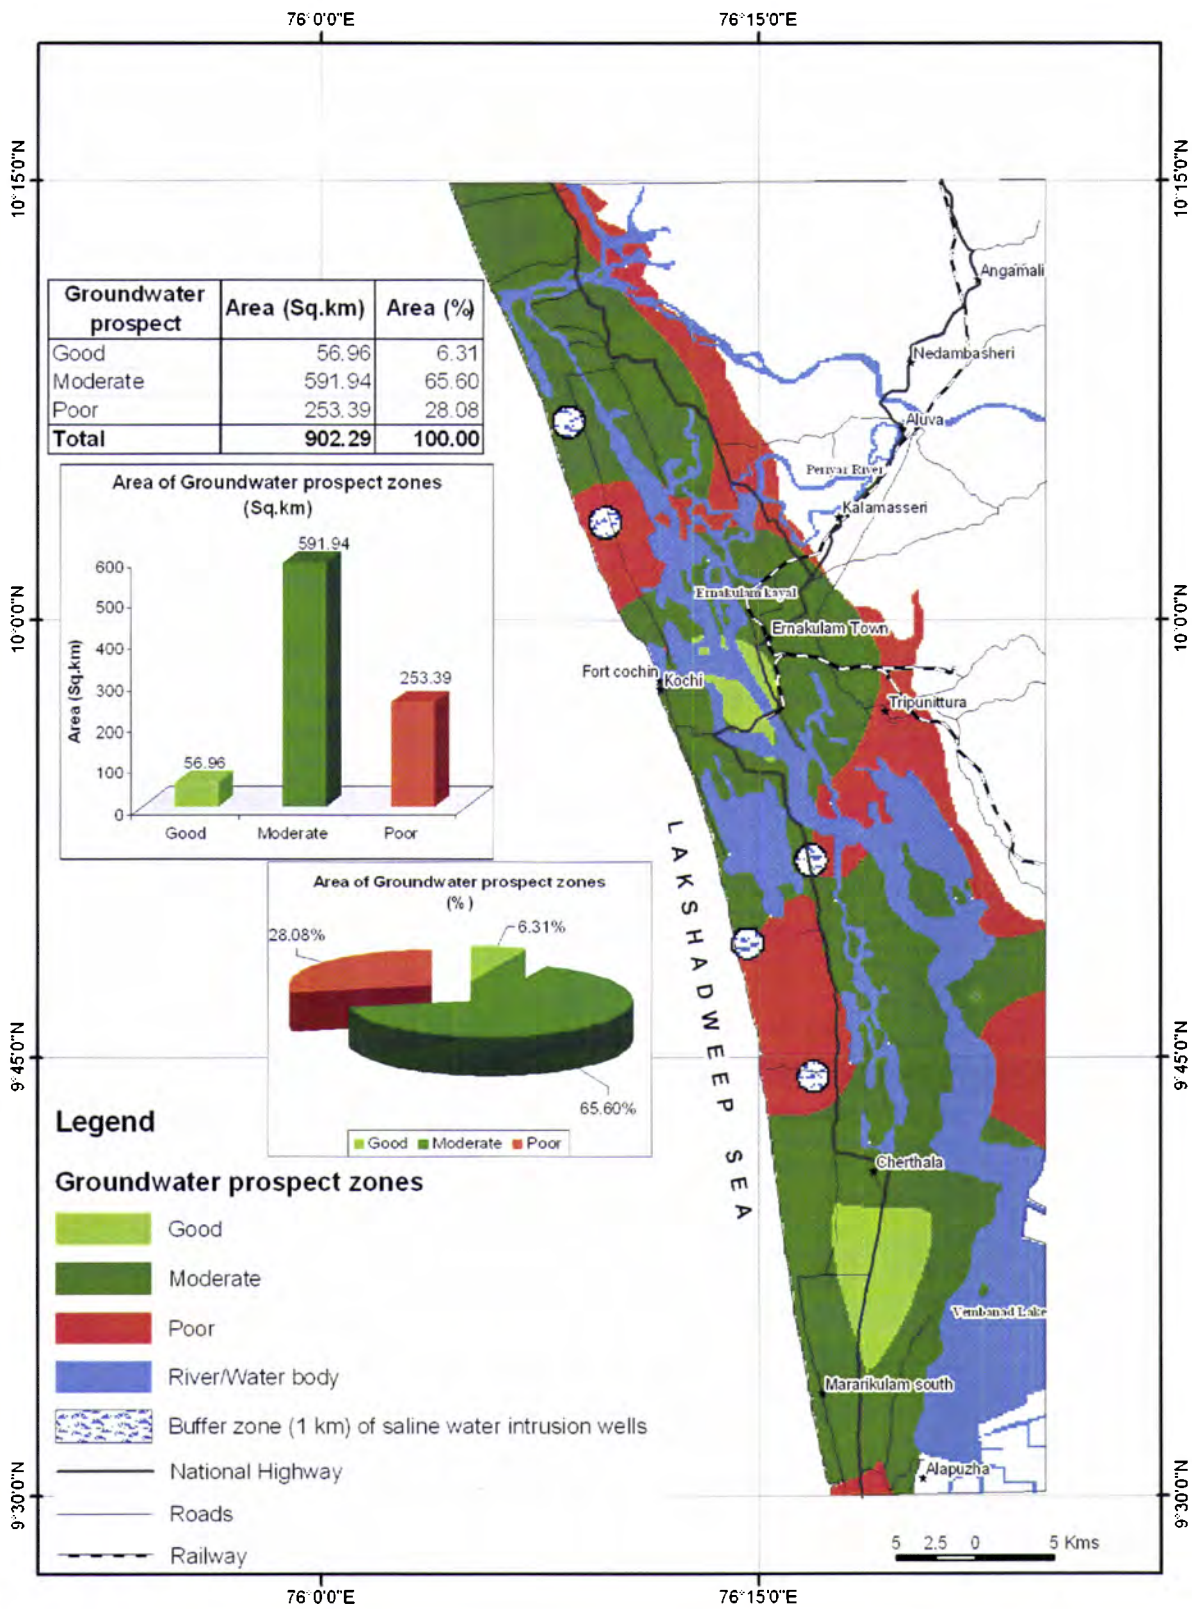 76°0'0"E 76°15'0"E
10°15'0"N 10°15'0"N
Angamali
Groundwater prospect Area (Sq.km) Area (%)
Good 56.96 6.31
Moderate 591.94 65.60
Poor 253.39 28.08
Total 902.29 100.00
Nedambasheri
Aluva
Periyar River
Kalamasseri
Area of Groundwater prospect zones
(Sq.km)
591.94
600
500
400
300
200
100
0
Area (Sq.km)
253.39
56.96
Good Moderate Poor
10°0'0"N 10°0'0"N
Ernakulam kayal
Ernakulam Town
Fort cochin
Kochi
Tripunittura
LAKSHADWEEP SEA
Area of Groundwater prospect zones
(%)
6.31%
28.08%
65.60%
Good Moderate Poor
9°45'0"N 9°45'0"N
Cherthala
Vembanad Lake
Mararikulam south
Alapuzha
Legend
Groundwater prospect zones
Good
Moderate
Poor
River/Water body
Buffer zone (1 km) of saline water intrusion wells
National Highway
Roads
Railway
9°30'0"N 9°30'0"N
5 2.5 0 5 Kms
76°0'0"E 76°15'0"E